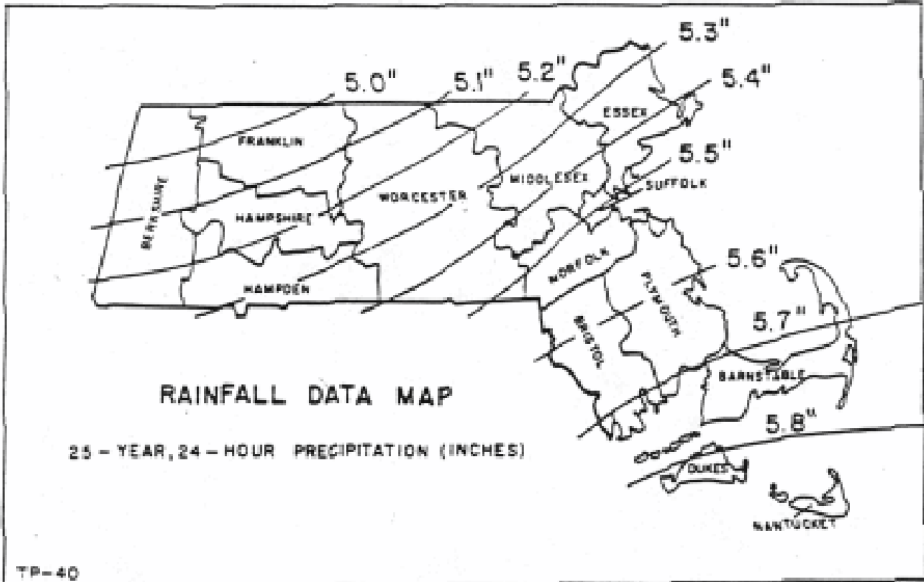 5.3"
5.2"
5.0"
5.1"
5.4"
ESSEX
FRANKLIN
5.5"
MIDDLESEX
SUFFOLK
WORCESTER
BERKSHIRE
HAMPSHIRE
MORFOLK
5.6"
HAMPDEN
PLYMOUTH
5.7"
BRISTOL
BARNSTABLE
RAINFALL DATA MAP
5.8"
25 - YEAR, 24 - HOUR PRECIPITATION (INCHES)
DUKES
NANTUCKET
TP-40